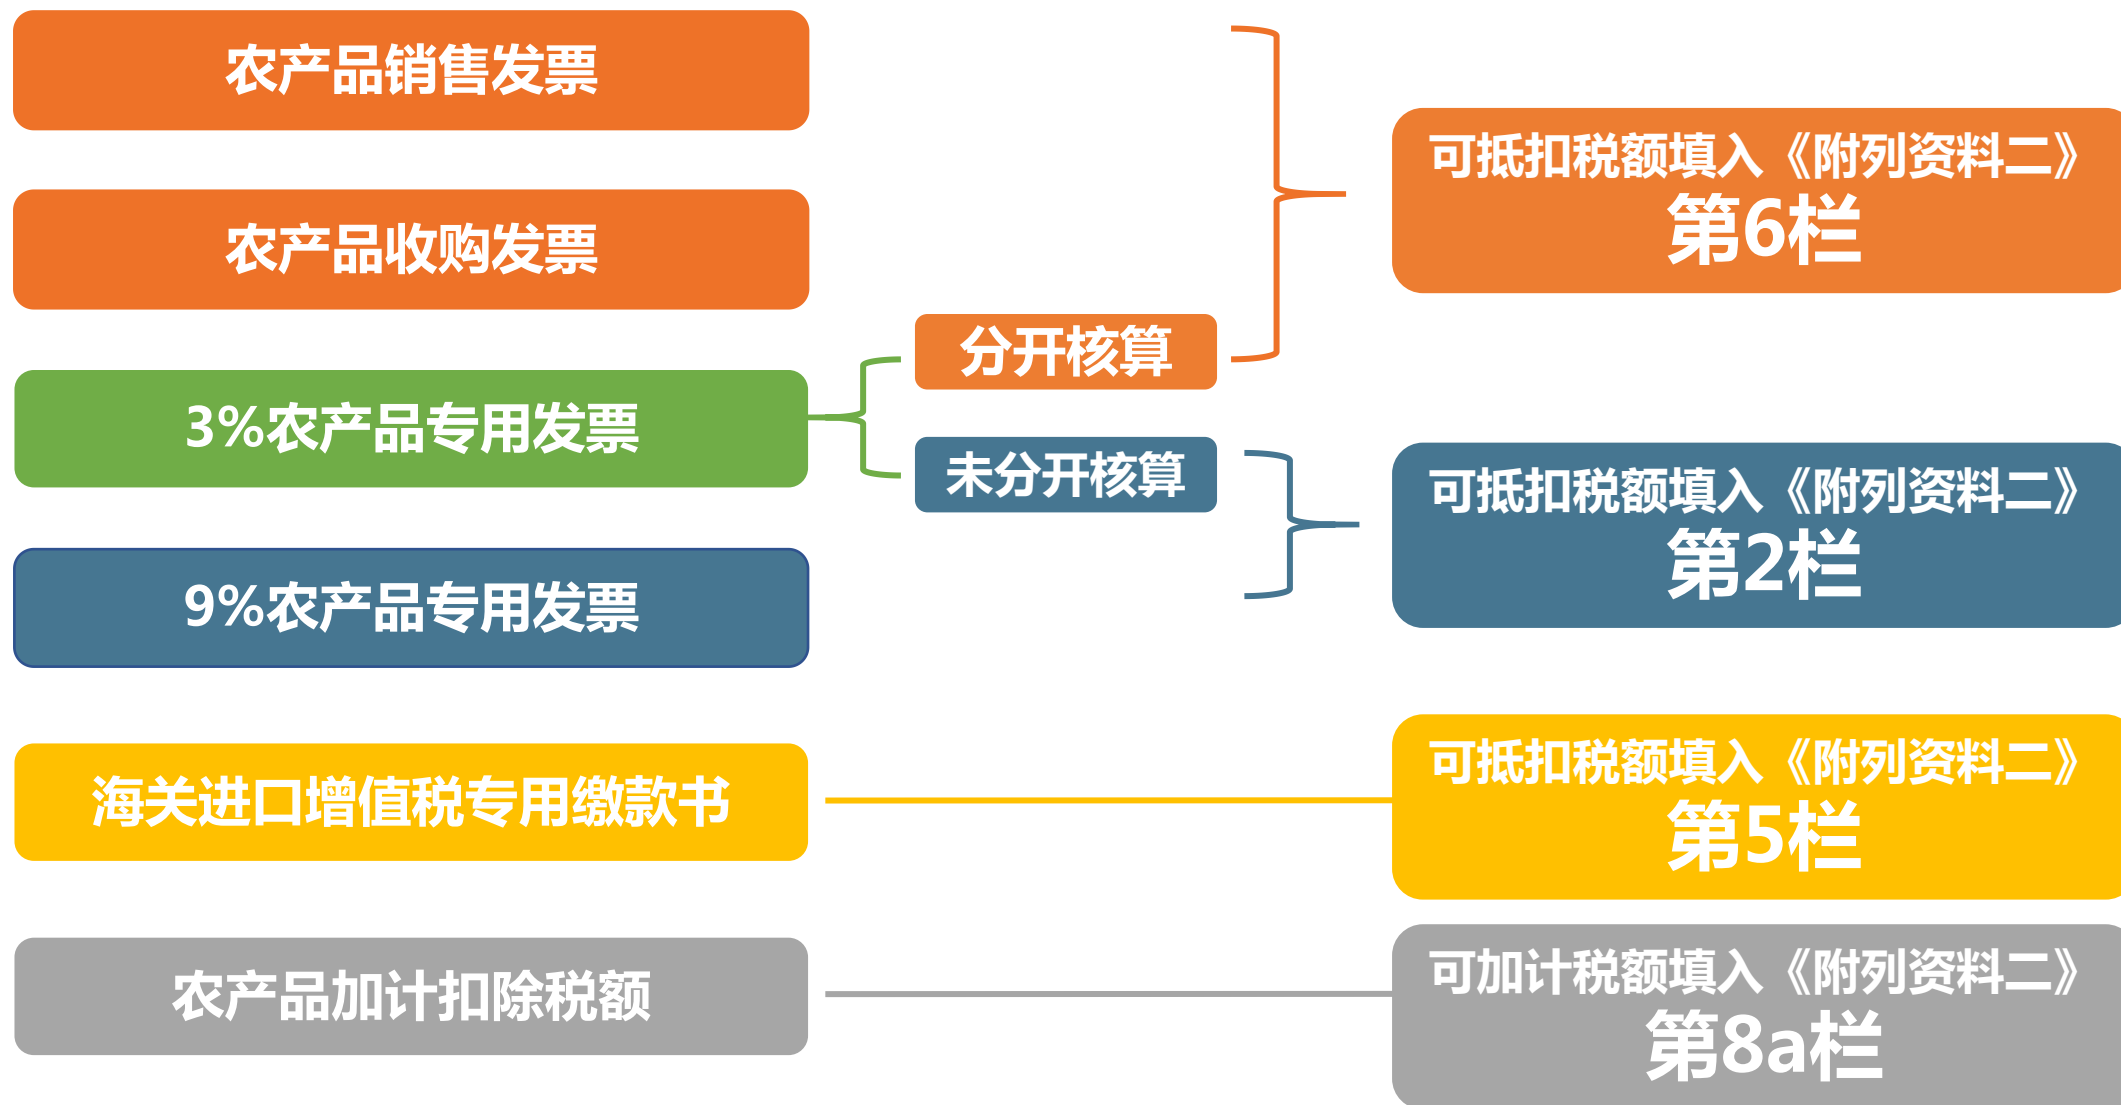 农产品销售发票
农产品收购发票
3%农产品专用发票
9%农产品专用发票
海关进口增值税专用缴款书
农产品加计扣除税额
分开核算
未分开核算
可抵扣税额填入《附列资料二》
第6栏
可抵扣税额填入《附列资料二》
第2栏
可抵扣税额填入《附列资料二》
第5栏
可加计税额填入《附列资料二》
第8a栏